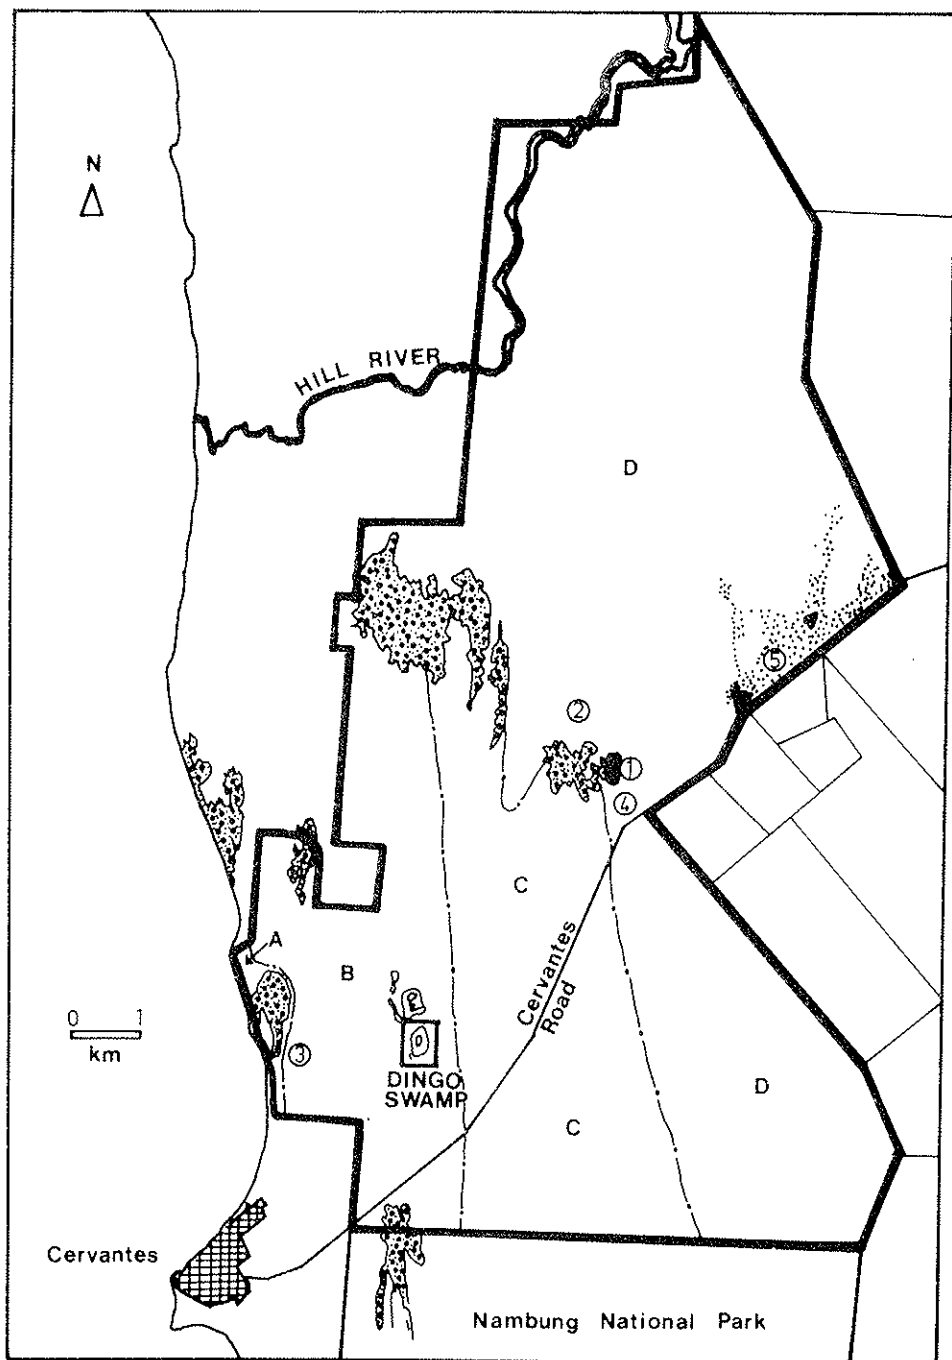 N
HILL RIVER
D
⑤
②
①
④
C
A
B
Cervantes
Road
0 1
km
③
DINGO
SWAMP
D
C
Cervantes
Nambung National Park